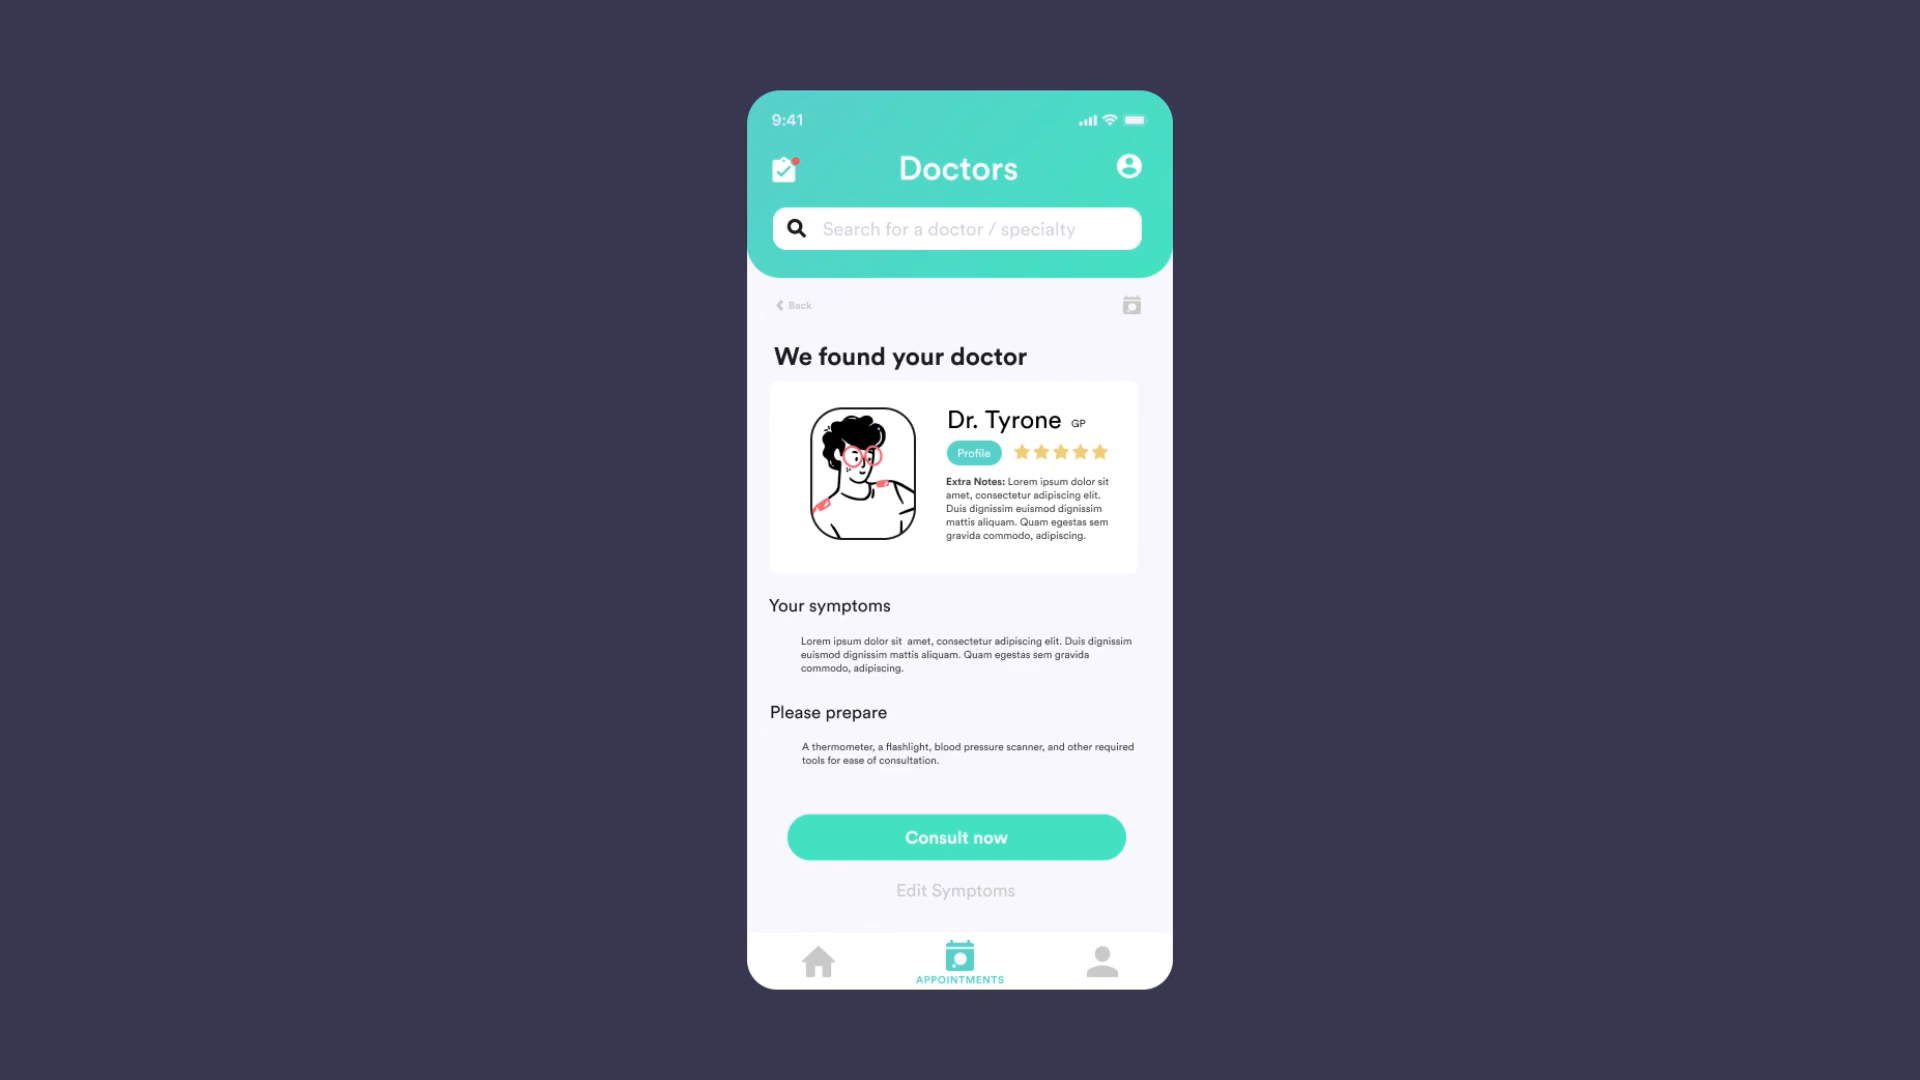 9:41
Doctors
Search for a doctor / specialty
Back
We found your doctor
Dr. Tyrone GP
Profile
Extra Notes: Lorem ipsum dolor sit
amet, consectetur adipiscing elit.
Duis dignissim euismod dignissim
mattis aliquam. Quam egestas sem
gravida commodo, adipiscing.
Your symptoms
Lorem ipsum dolor sit  amet, consectetur adipiscing elit. Duis dignissim
euismod dignissim mattis aliquam. Quam egestas sem gravida
commodo, adipiscing.
Please prepare
A thermometer, a flashlight, blood pressure scanner, and other required
tools for ease of consultation.
Consult now
Edit Symptoms
APPOINTMENTS